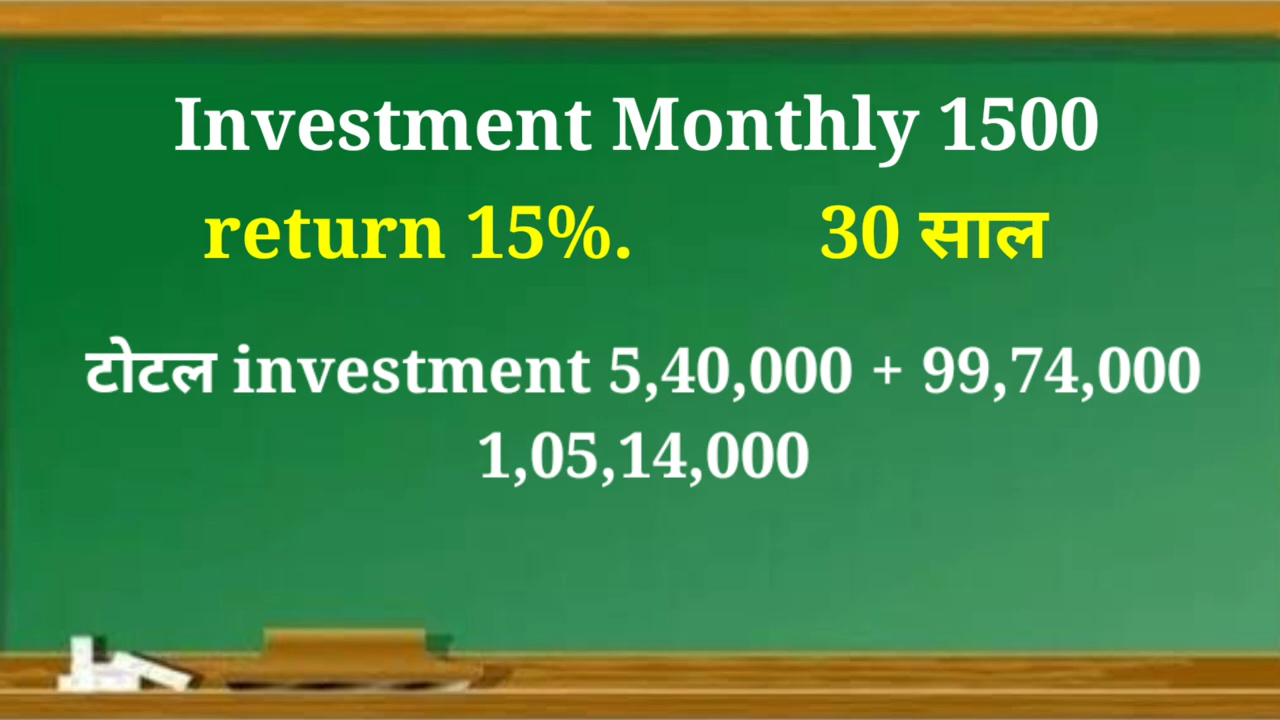 Investment Monthly 1500
return 15%. 30 साल
टोटल investment 5,40,000 + 99,74,000
1,05,14,000